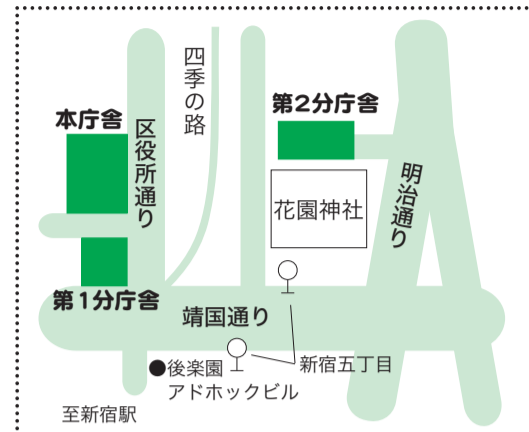 本庁舎
区役所通り
四季の路
第2分庁舎
花園神社
明治通り
第1分庁舎
靖国通り
●後楽園
アドホックビル
新宿五丁目
至新宿駅